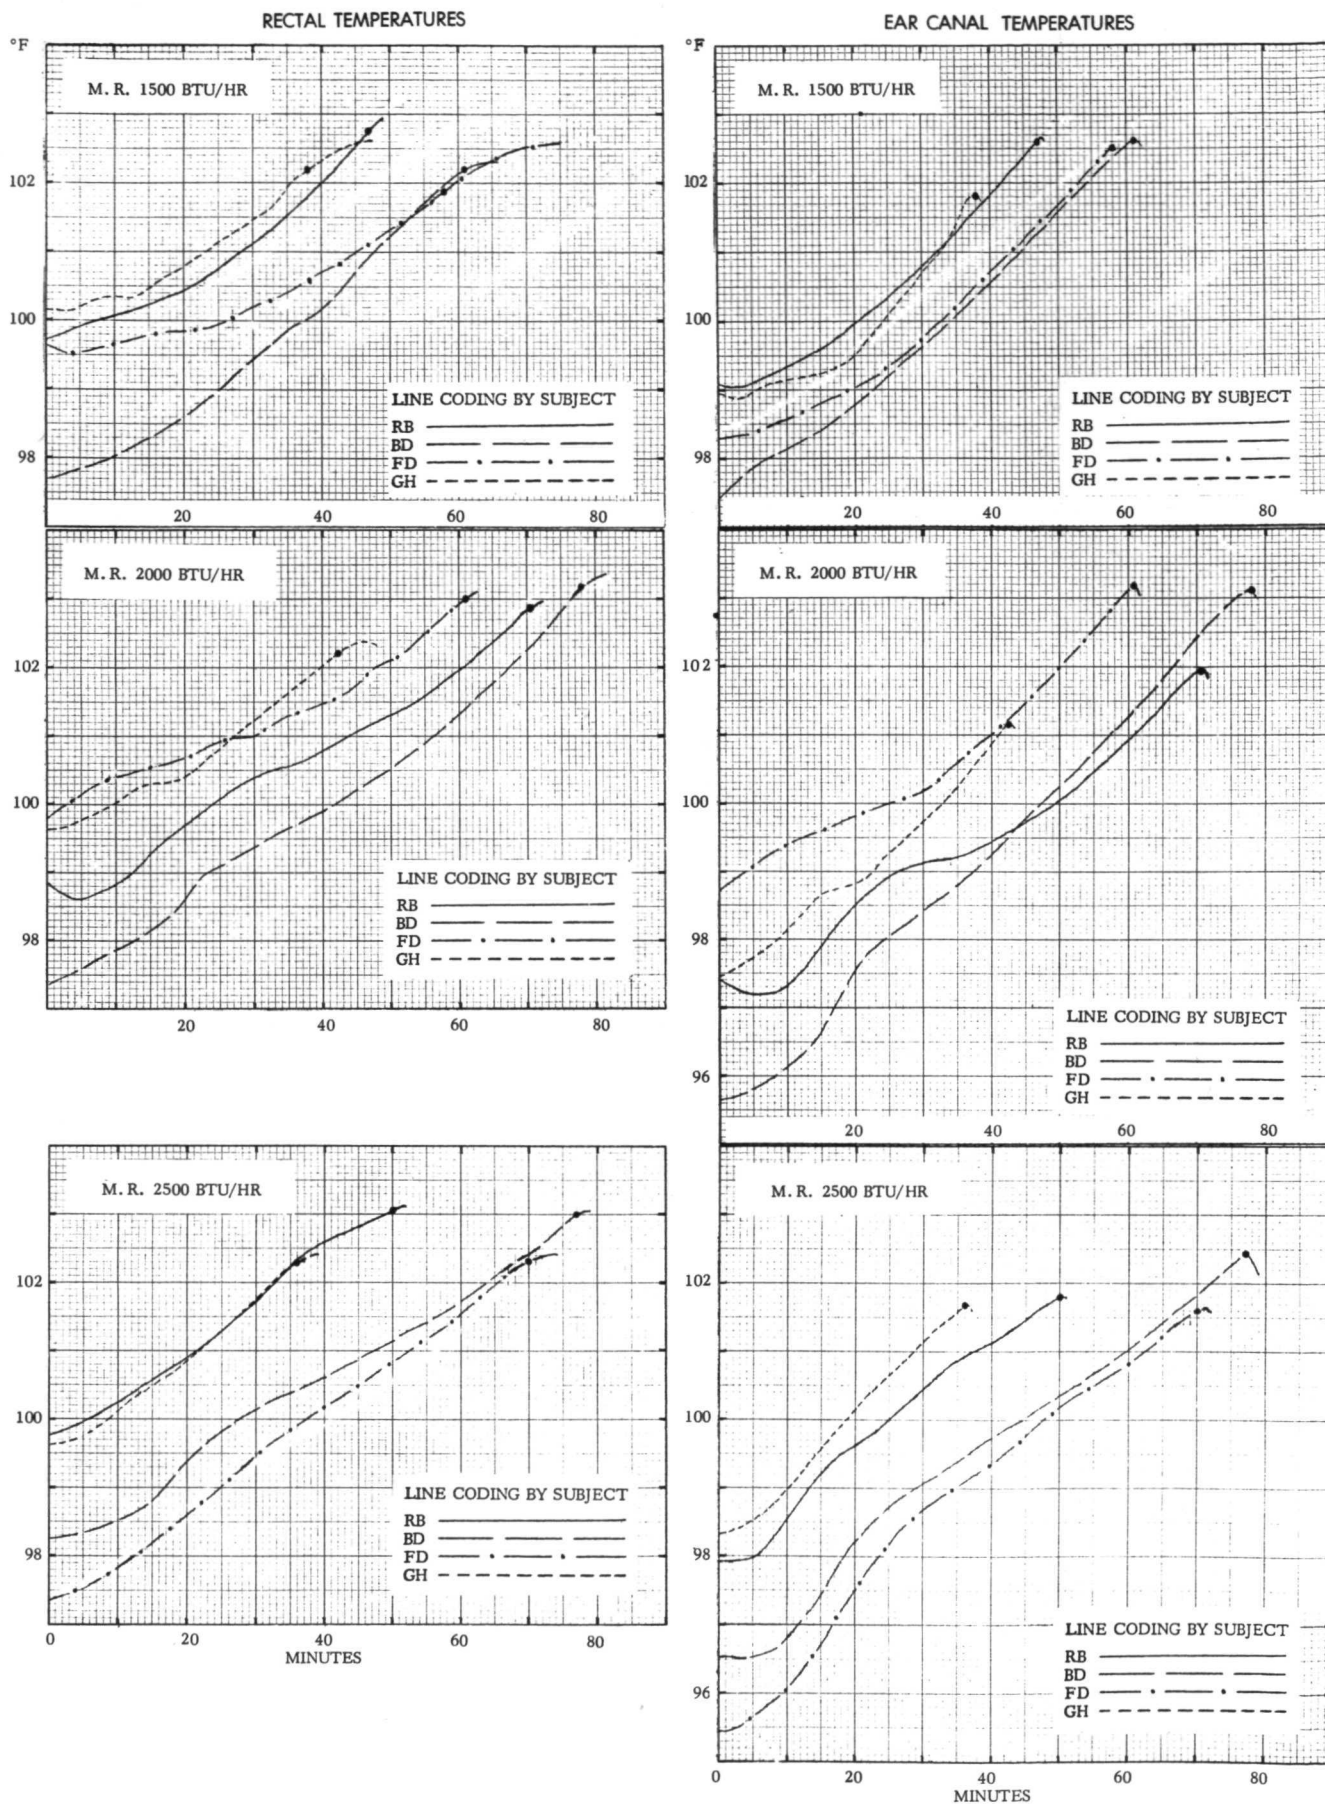 RECTAL TEMPERATURES
°F
M. R. 1500 BTU/HR
102
100
98
LINE CODING BY SUBJECT
RB
BD
FD
GH
20
40
60
80
M. R. 2000 BTU/HR
102
100
98
LINE CODING BY SUBJECT
RB
BD
FD
GH
20
40
60
80
M. R. 2500 BTU/HR
102
100
98
LINE CODING BY SUBJECT
RB
BD
FD
GH
0
20
40
60
80
MINUTES
EAR CANAL TEMPERATURES
°F
M. R. 1500 BTU/HR
102
100
98
LINE CODING BY SUBJECT
RB
BD
FD
GH
20
40
60
80
M. R. 2000 BTU/HR
102
100
98
96
LINE CODING BY SUBJECT
RB
BD
FD
GH
20
40
60
80
M. R. 2500 BTU/HR
102
100
98
96
LINE CODING BY SUBJECT
RB
BD
FD
GH
0
20
40
60
80
MINUTES